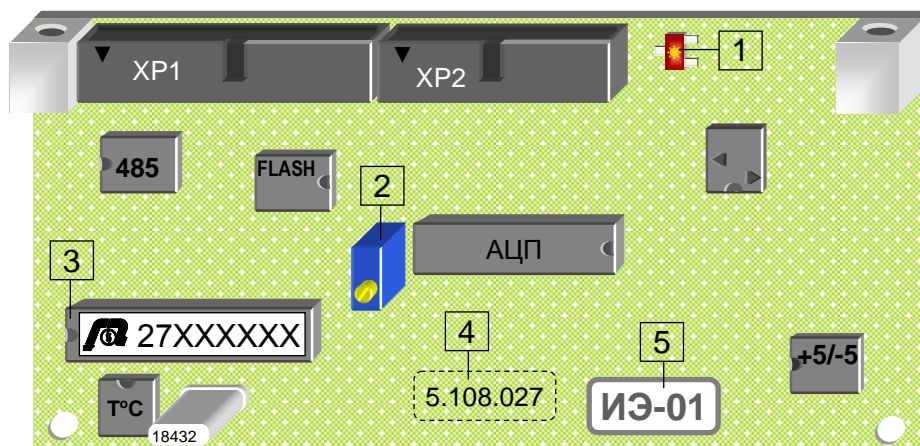 XP1
XP2
1
485
FLASH
2
АЦП
3
27XXXXXX
4
5
5.108.027
ИЭ-01
+5/-5
T°C
18432